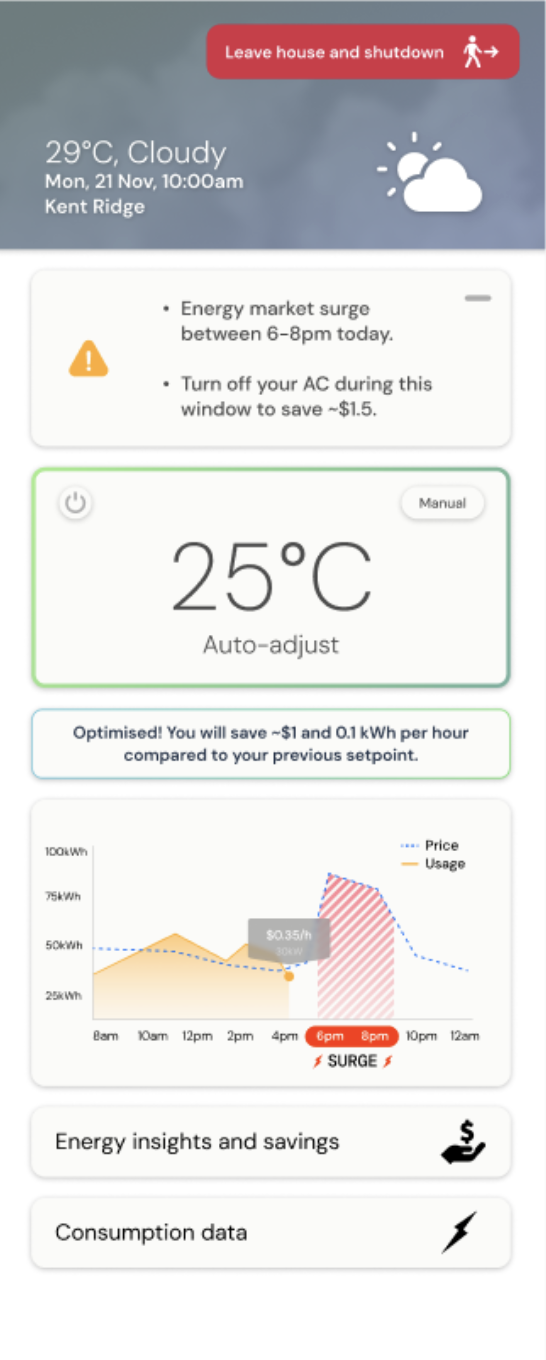 Leave house and shutdown
29°C, Cloudy
Mon, 21 Nov, 10:00am
Kent Ridge
• Energy market surge
between 6-8pm today.
• Turn off your AC during this
window to save ~$1.5.
Manual
25°C
Auto-adjust
Optimised! You will save ~$1 and 0.1 kWh per hour
compared to your previous setpoint.
Price
Usage
100kWh
75kWh
50kWh
25kWh
$0.35/h
30kW
8am 10am 12pm 2pm 4pm 6pm 8pm 10pm 12am
SURGE
Energy insights and savings
Consumption data